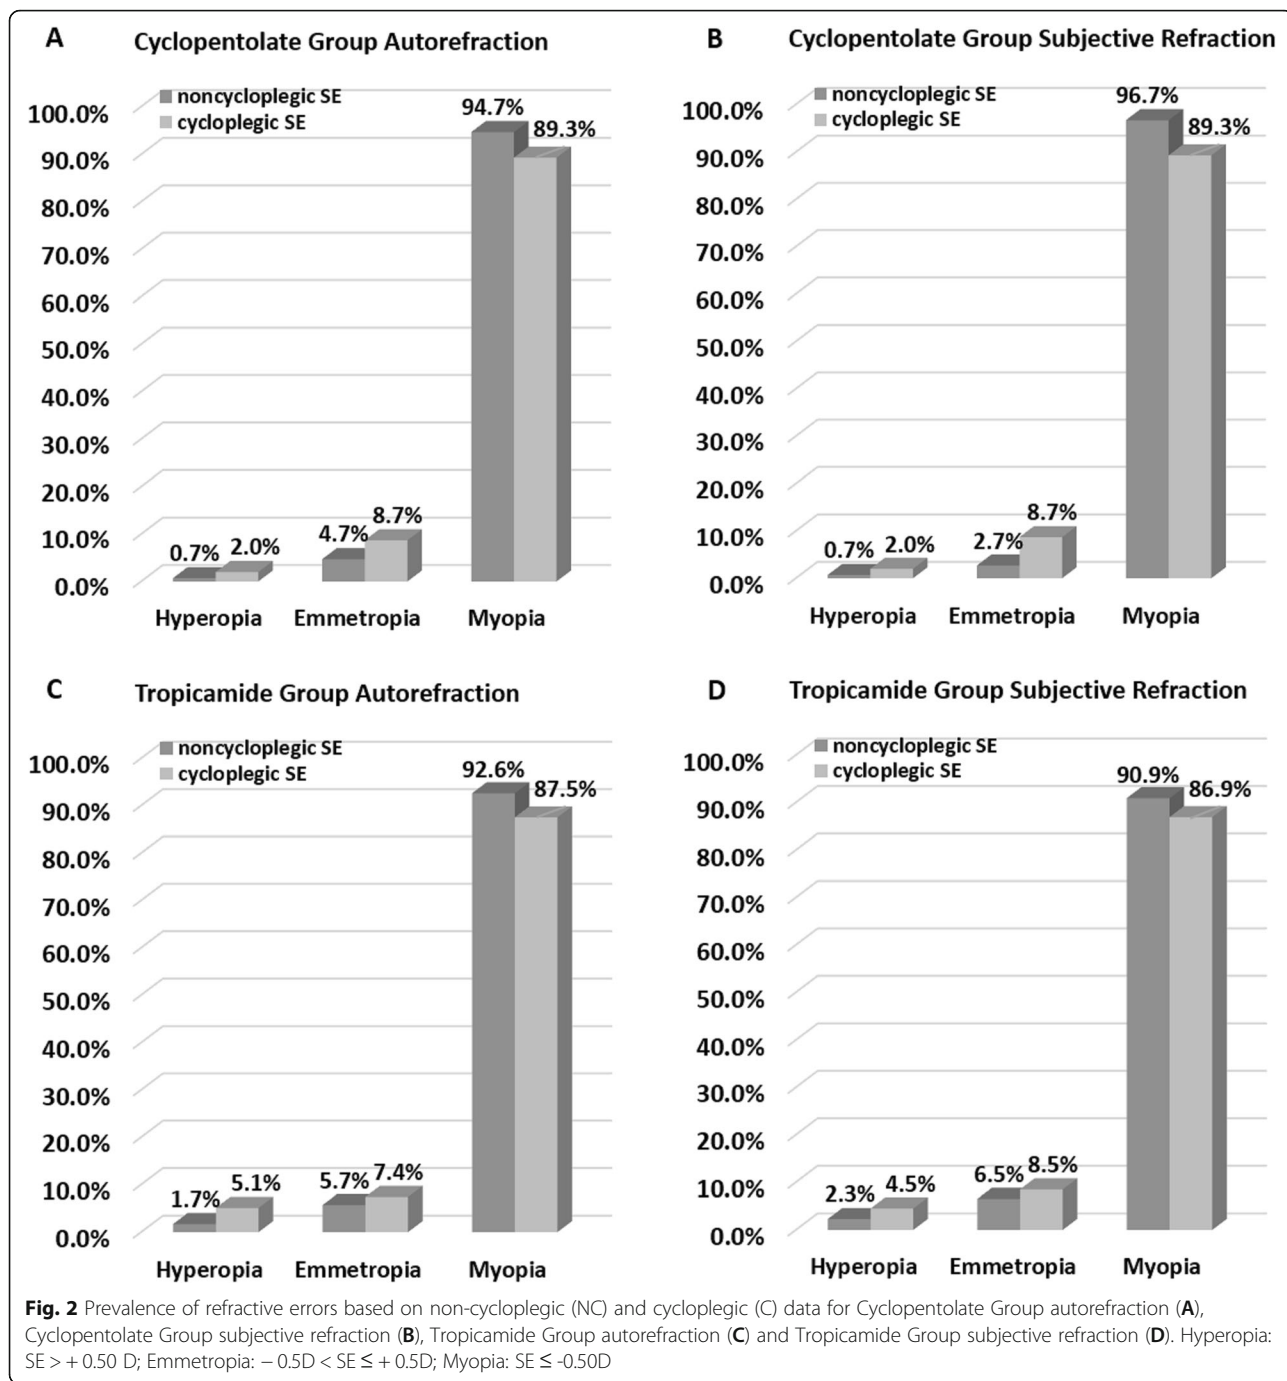 A Cyclopentolate Group Autorefraction
noncycloplegic SE
cycloplegic SE
100.0%
90.0%
80.0%
70.0%
60.0%
50.0%
40.0%
30.0%
20.0%
10.0%
0.0%
0.7% 2.0% 4.7% 8.7% 94.7% 89.3%
Hyperopia Emmetropia Myopia
B Cyclopentolate Group Subjective Refraction
noncycloplegic SE
cycloplegic SE
100.0%
90.0%
80.0%
70.0%
60.0%
50.0%
40.0%
30.0%
20.0%
10.0%
0.0%
0.7% 2.0% 2.7% 8.7% 96.7% 89.3%
Hyperopia Emmetropia Myopia
C Tropicamide Group Autorefraction
noncycloplegic SE
cycloplegic SE
100.0%
90.0%
80.0%
70.0%
60.0%
50.0%
40.0%
30.0%
20.0%
10.0%
0.0%
1.7% 5.1% 5.7% 7.4% 92.6% 87.5%
Hyperopia Emmetropia Myopia
D Tropicamide Group Subjective Refraction
noncycloplegic SE
cycloplegic SE
100.0%
90.0%
80.0%
70.0%
60.0%
50.0%
40.0%
30.0%
20.0%
10.0%
0.0%
2.3% 4.5% 6.5% 8.5% 90.9% 86.9%
Hyperopia Emmetropia Myopia
Fig. 2 Prevalence of refractive errors based on non-cycloplegic (NC) and cycloplegic (C) data for Cyclopentolate Group autorefraction (A),
Cyclopentolate Group subjective refraction (B), Tropicamide Group autorefraction (C) and Tropicamide Group subjective refraction (D). Hyperopia:
SE > + 0.50 D; Emmetropia: − 0.5D < SE ≤ + 0.5D; Myopia: SE ≤ -0.50D